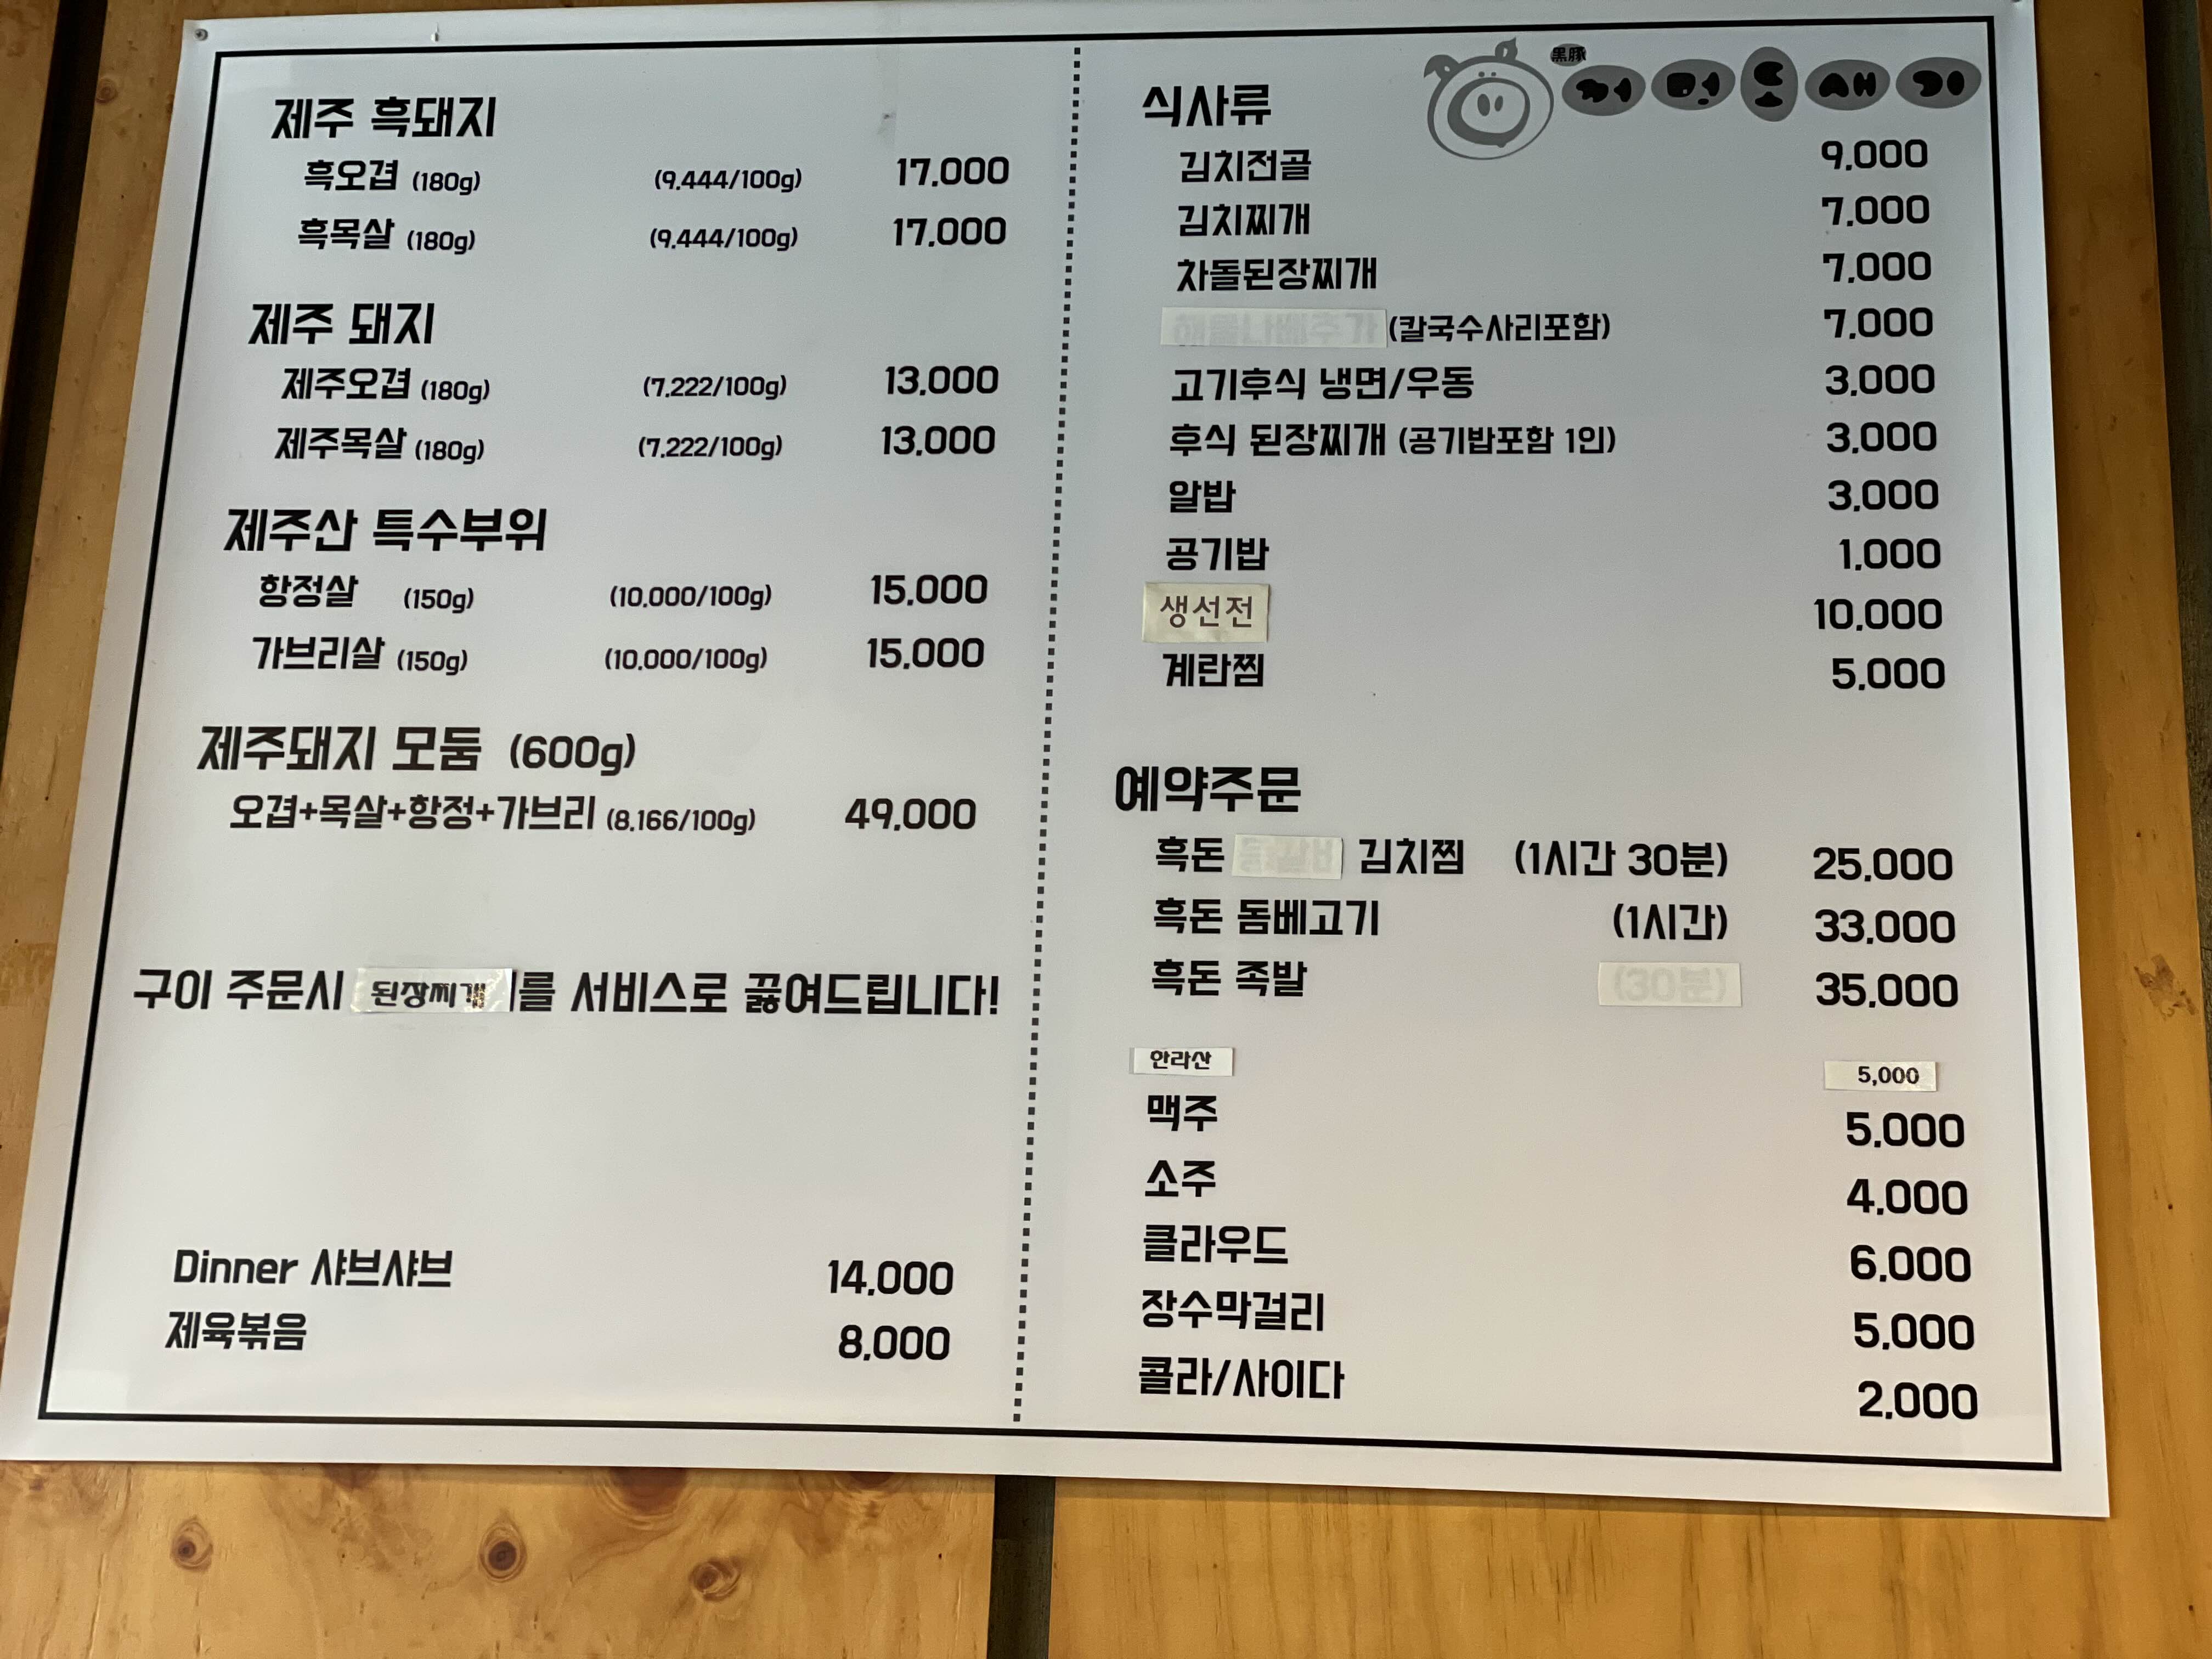 제주 흑돼지
흑오겹 (180g) (9,444/100g) 17,000
흑목살 (180g) (9,444/100g) 17,000
제주 돼지
제주오겹 (180g) (7,222/100g) 13,000
제주목살 (180g) (7,222/100g) 13,000
제주산 특수부위
항정살 (150g) (10,000/100g) 15,000
가브리살 (150g) (10,000/100g) 15,000
제주돼지 모둠 (600g)
오겹+목살+항정+가브리 (8,166/100g) 49,000
구이 주문시 된장찌개 를 서비스로 끓여드립니다!
Dinner 샤브샤브 14,000
제육볶음 8,000
黑豚
꺼먹도새기
식사류
김치전골 9,000
김치찌개 7,000
차돌된장찌개 7,000
(칼국수사리포함) 7,000
고기후식 냉면/우동 3,000
후식 된장찌개 (공기밥포함 1인) 3,000
알밥 3,000
공기밥 1,000
생선전 10,000
계란찜 5,000
예약주문
흑돈 김치찜 (1시간 30분) 25,000
흑돈 돔베고기 (1시간) 33,000
흑돈 족발 (30분) 35,000
한라산 5,000
맥주 5,000
소주 4,000
클라우드 6,000
장수막걸리 5,000
콜라/사이다 2,000